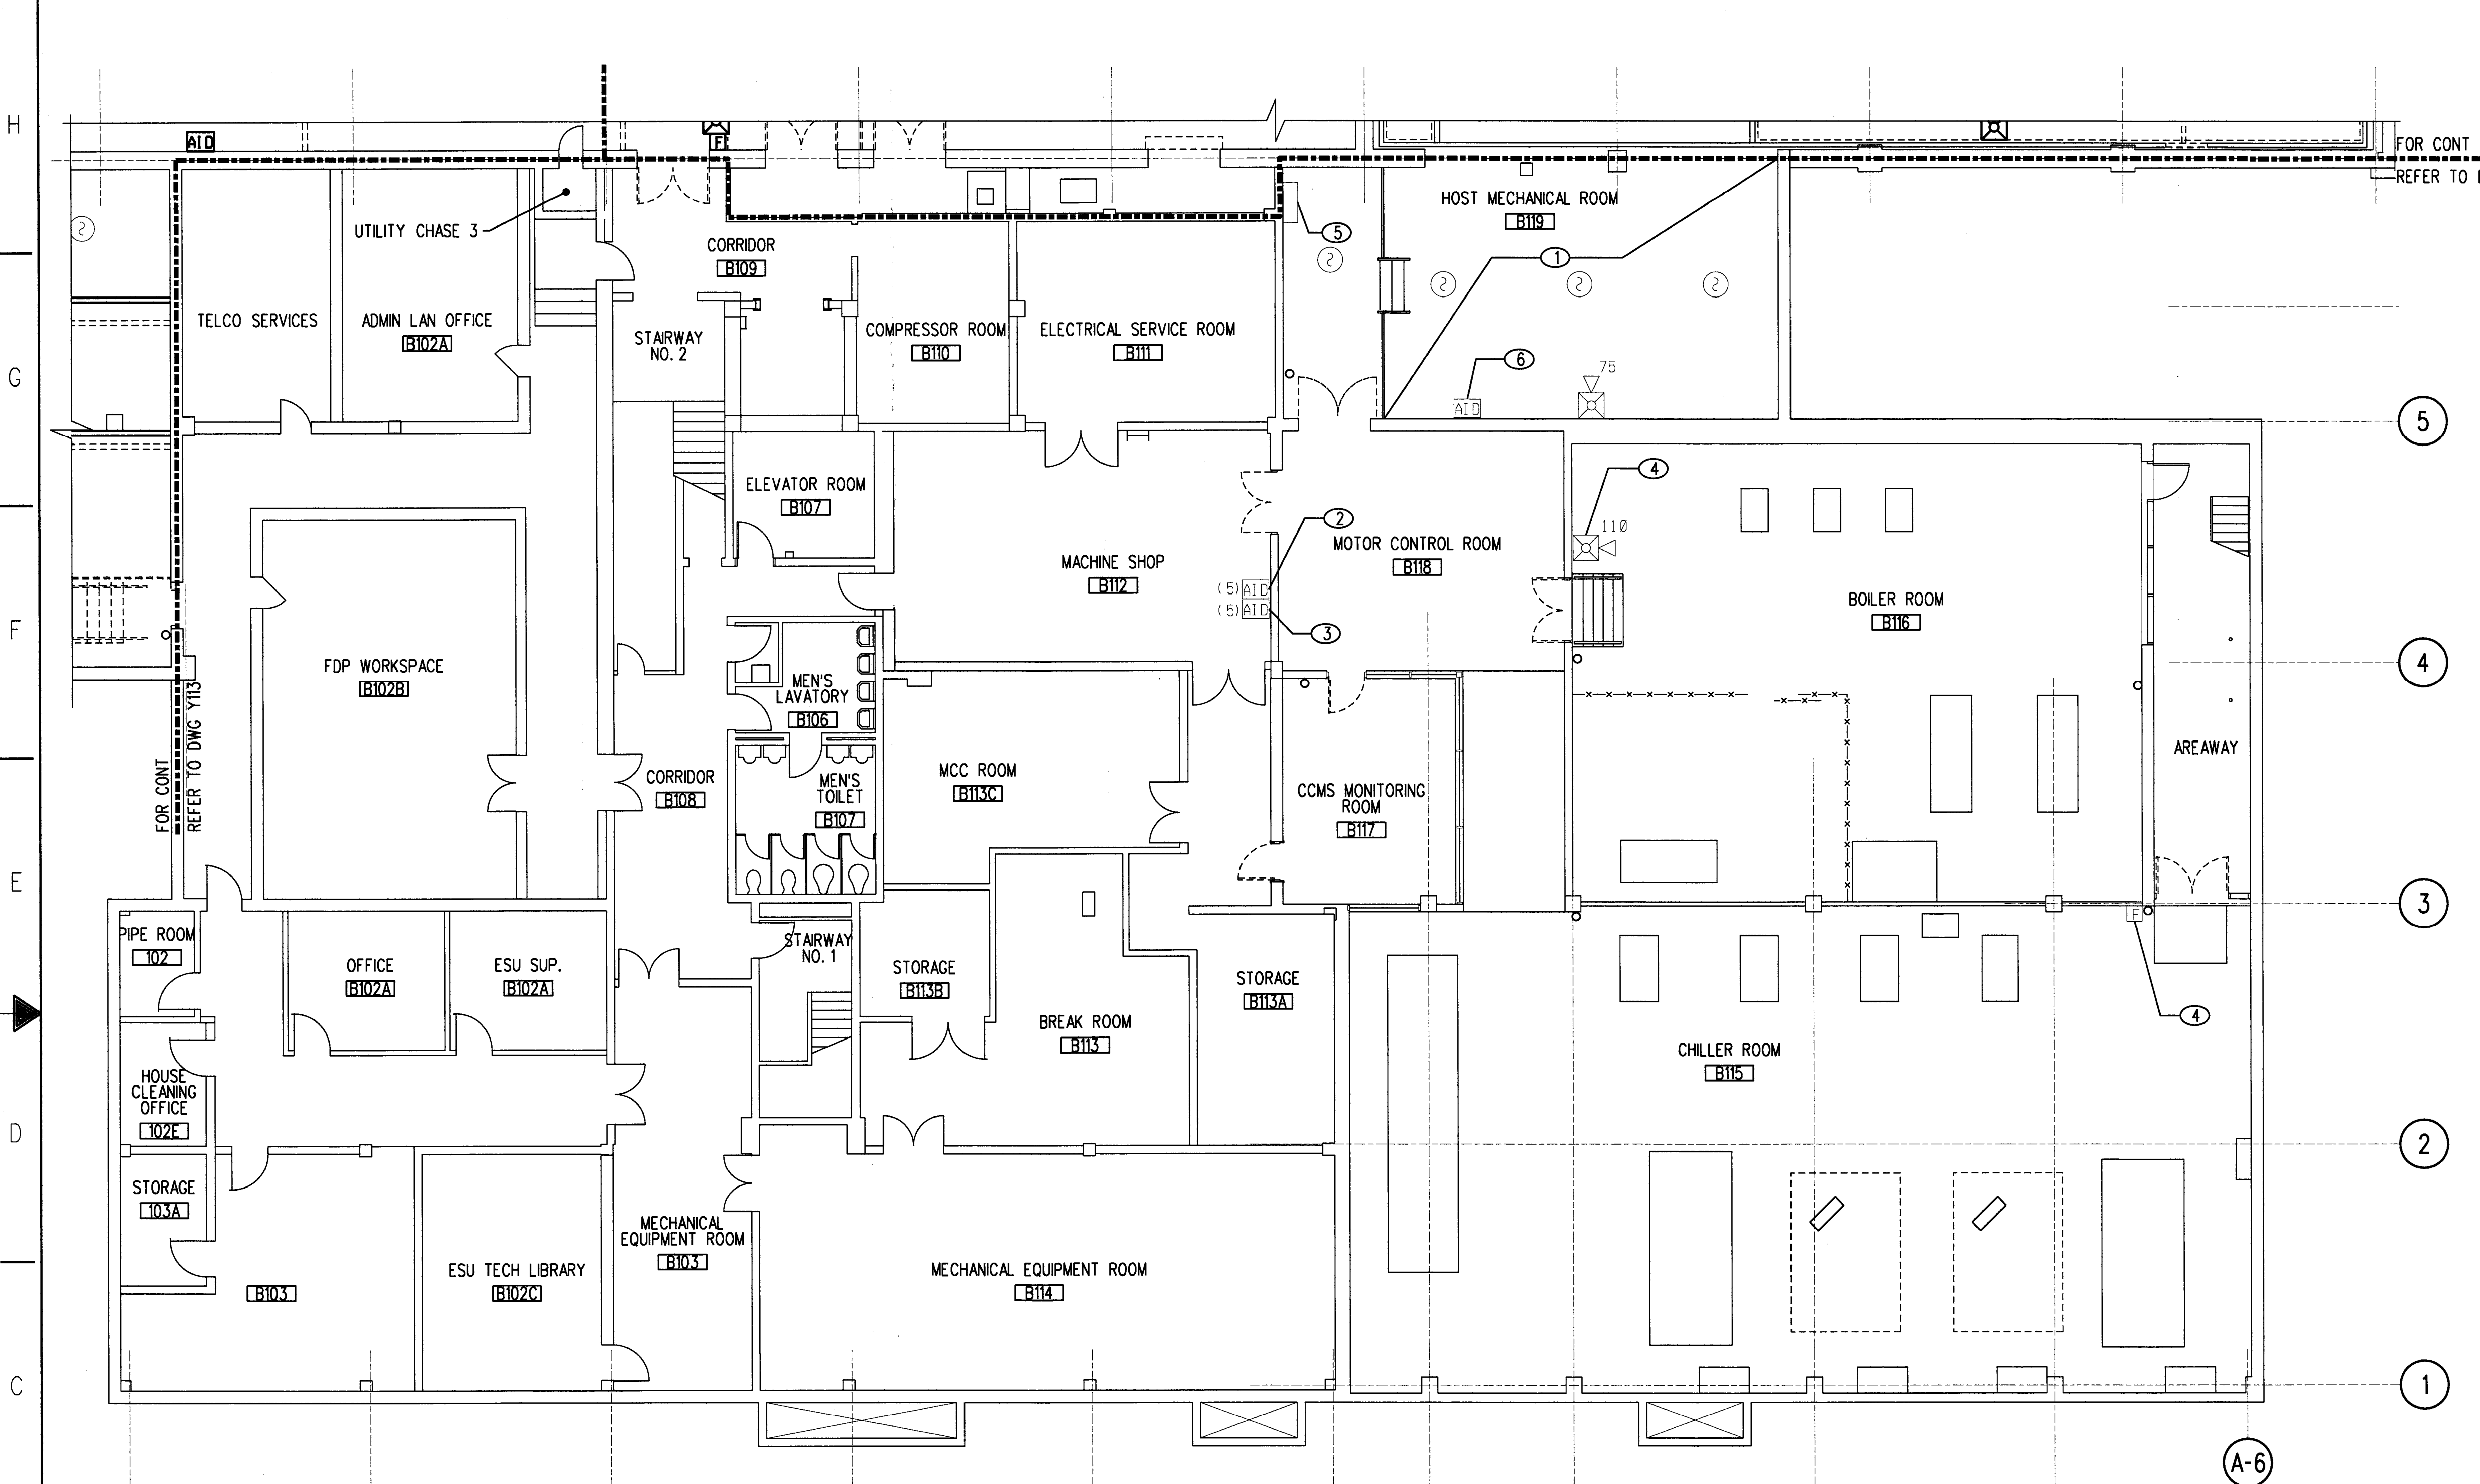 H
AID
F
FOR CONT
REFER TO
UTILITY CHASE 3
HOST MECHANICAL ROOM
B119
5
CORRIDOR
B109
1
TELCO SERVICES
ADMIN LAN OFFICE
B102A
STAIRWAY
NO. 2
COMPRESSOR ROOM
B110
ELECTRICAL SERVICE ROOM
B111
G
6
75
AID
5
ELEVATOR ROOM
B107
4
2
110
MACHINE SHOP
B112
MOTOR CONTROL ROOM
B118
(5) AID
(5) AID
3
BOILER ROOM
B116
F
4
FDP WORKSPACE
B102B
MEN'S
LAVATORY
B106
FOR CONT
REFER TO DWG Y113
AREAWAY
CORRIDOR
B108
MEN'S
TOILET
B107
MCC ROOM
B113C
CCMS MONITORING
ROOM
B117
E
3
F
PIPE ROOM
102
OFFICE
B102A
ESU SUP.
B102A
STAIRWAY
NO. 1
STORAGE
B113B
STORAGE
B113A
4
BREAK ROOM
B113
CHILLER ROOM
B115
HOUSE
CLEANING
OFFICE
102E
D
2
STORAGE
103A
MECHANICAL
EQUIPMENT ROOM
B103
B103
ESU TECH LIBRARY
B102C
MECHANICAL EQUIPMENT ROOM
B114
C
1
A-6